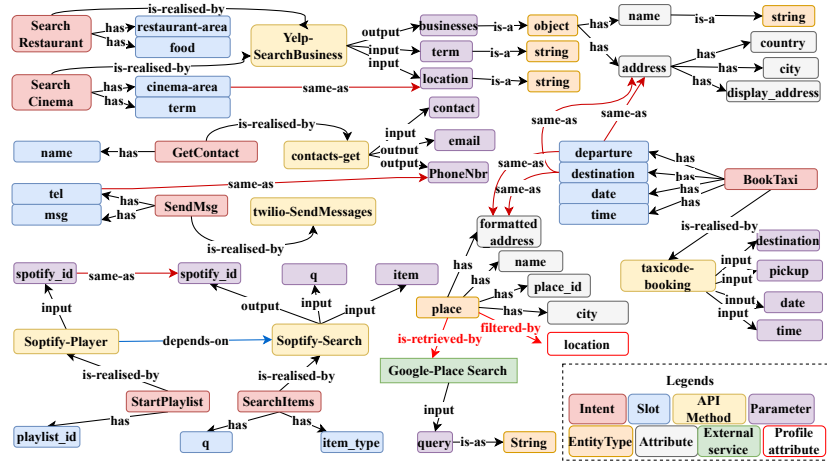 Search
Restaurant
is-realised-by
has
has
restaurant-area
food
Yelp-
SearchBusiness
output
input
input
businesses
term
location
is-a
is-a
is-a
object
string
string
has
has
name
is-a
string
address
has
has
has
country
city
display_address
Search
Cinema
is-realised-by
has
has
cinema-area
term
same-as
name
has
GetContact
is-realised-by
contacts-get
input
output
output
contact
email
PhoneNbr
same-as
same-as
same-as
same-as
departure
destination
date
time
has
has
has
has
BookTaxi
is-realised-by
tel
msg
has
has
SendMsg
same-as
is-realised-by
twilio-SendMessages
formatted
address
has
has
has
has
name
place_id
city
place
is-retrieved-by
filtered-by
location
Google-Place Search
input
query
is-as
String
taxicode-
booking
input
input
input
input
destination
pickup
date
time
spotify_id
same-as
spotify_id
q
item
input
output
input
input
Soptify-Player
depends-on
Soptify-Search
is-realised-by
is-realised-by
StartPlaylist
SearchItems
has
has
has
playlist_id
q
item_type
Legends
Intent
Slot
API
Method
Parameter
EntityType
Attribute
External
service
Profile
attribute